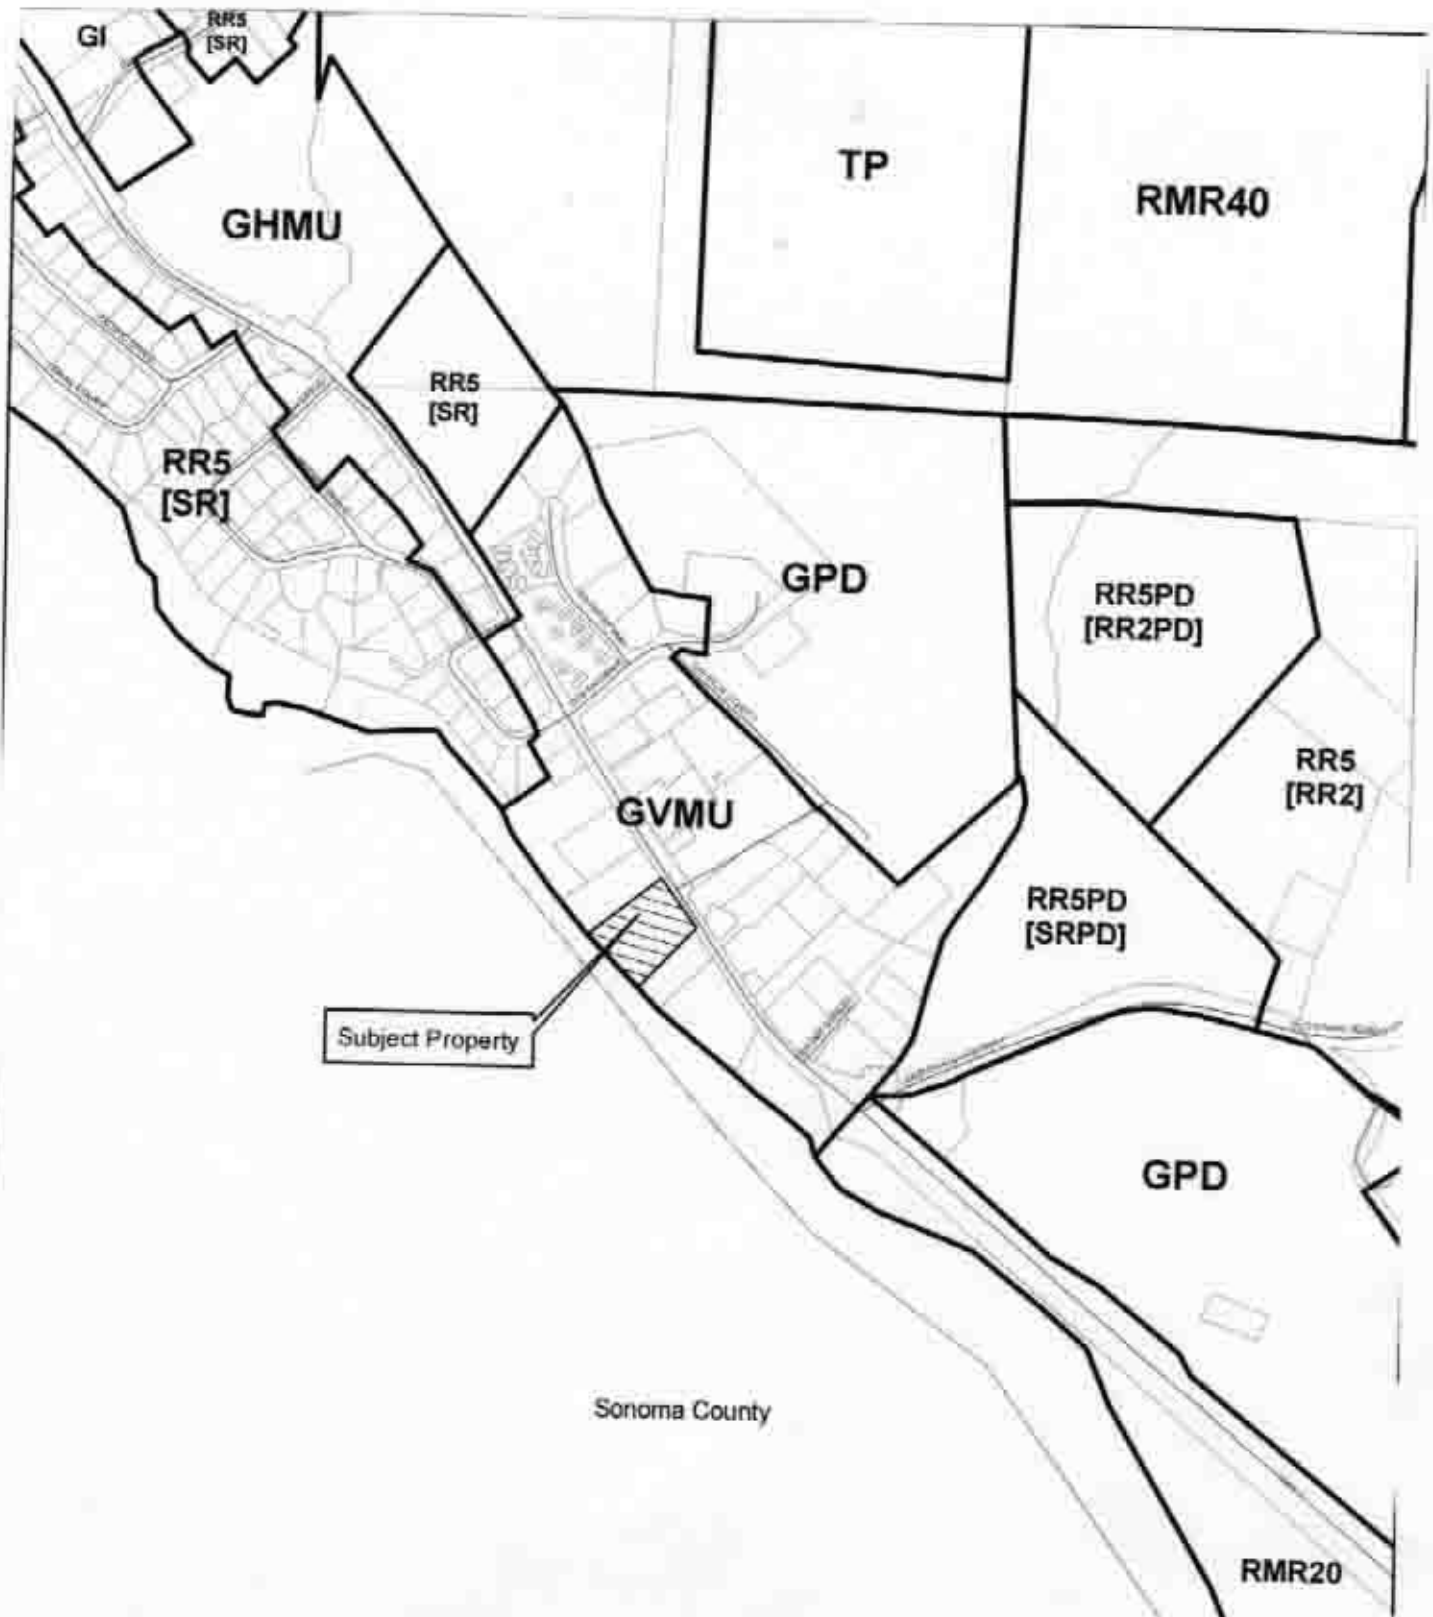 GI
RR5
[SR]
TP
RMR40
GHMU
RR5
[SR]
RR5
[SR]
GPD
RR5PD
[RR2PD]
RR5
[RR2]
GVMU
RR5PD
[SRPD]
Subject Property
GPD
Sonoma County
RMR20